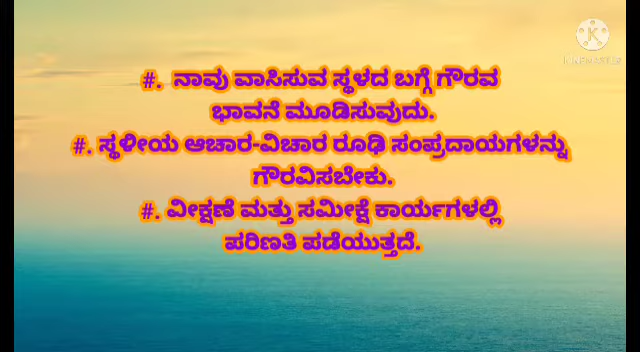 #. ನಾವು ವಾಸಿಸುವ ಸ್ಥಳದ ಬಗ್ಗೆ ಗೌರವ
ಭಾವನೆ ಮೂಡಿಸುವುದು.
#. ಸ್ಥಳೀಯ ಆಚಾರ-ವಿಚಾರ ರೂಢಿ ಸಂಪ್ರದಾಯಗಳನ್ನು
ಗೌರವಿಸಬೇಕು.
#. ವೀಕ್ಷಣೆ ಮತ್ತು ಸಮೀಕ್ಷೆ ಕಾರ್ಯಗಳಲ್ಲಿ
ಪರಿಣತಿ ಪಡೆಯುತ್ತದೆ.
K
KINEMASTER